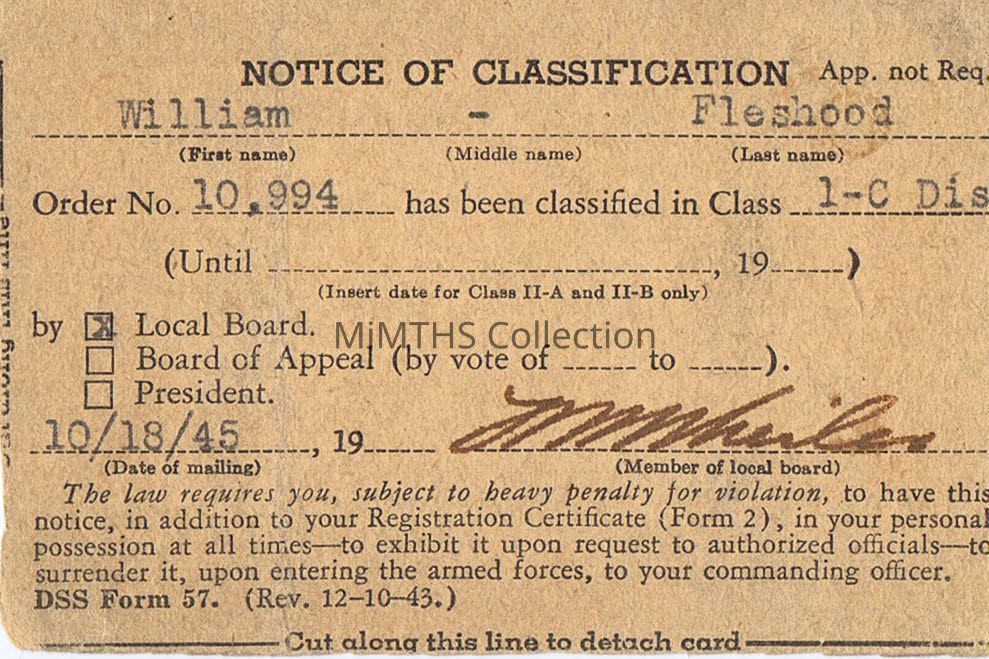 NOTICE OF CLASSIFICATION App. not Req.
William - Fleshood
(First name) (Middle name) (Last name)
Order No. 10,994 has been classified in Class 1-C Dis
(Until , 19 )
(Insert date for Class II-A and II-B only)
by X Local Board.
MiMTHS Collection
Board of Appeal (by vote of to ).
President.
10/18/45 , 19
(Date of mailing) (Member of local board)
The law requires you, subject to heavy penalty for violation, to have this
notice, in addition to your Registration Certificate (Form 2), in your personal
possession at all times—to exhibit it upon request to authorized officials—to
surrender it, upon entering the armed forces, to your commanding officer.
DSS Form 57. (Rev. 12-10-43.)
Cut along this line to detach card